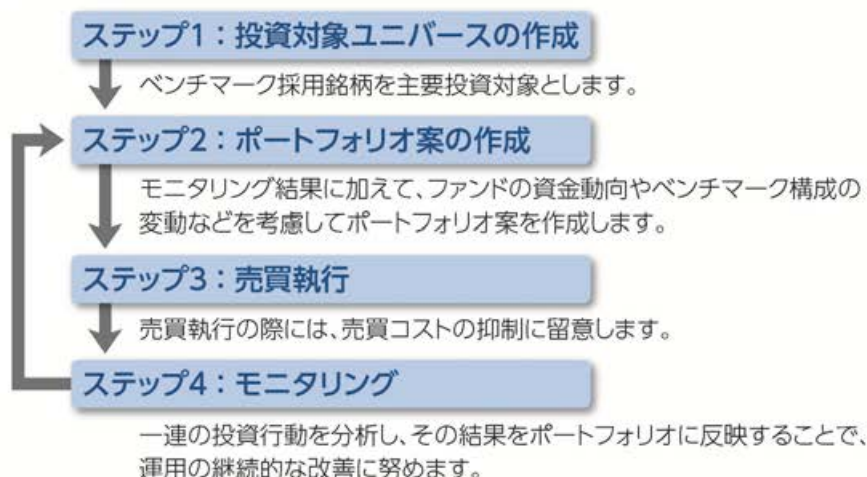 ステップ1：投資対象ユニバースの作成
ベンチマーク採用銘柄を主要投資対象とします。
ステップ2：ポートフォリオ案の作成
モニタリング結果に加えて、ファンドの資金動向やベンチマーク構成の
変動などを考慮してポートフォリオ案を作成します。
ステップ3：売買執行
売買執行の際には、売買コストの抑制に留意します。
ステップ4：モニタリング
一連の投資行動を分析し、その結果をポートフォリオに反映することで、
運用の継続的な改善に努めます。